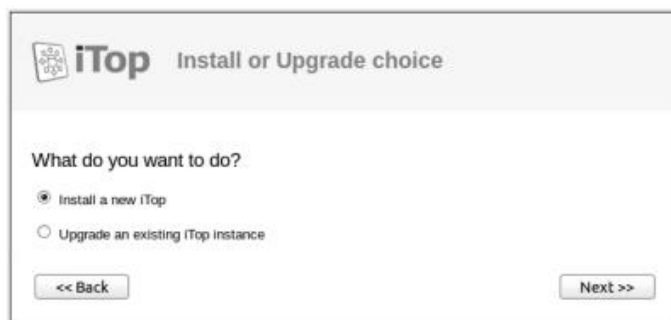 iTop Install or Upgrade choice
What do you want to do?
Install a new iTop
Upgrade an existing iTop instance
<< Back Next >>